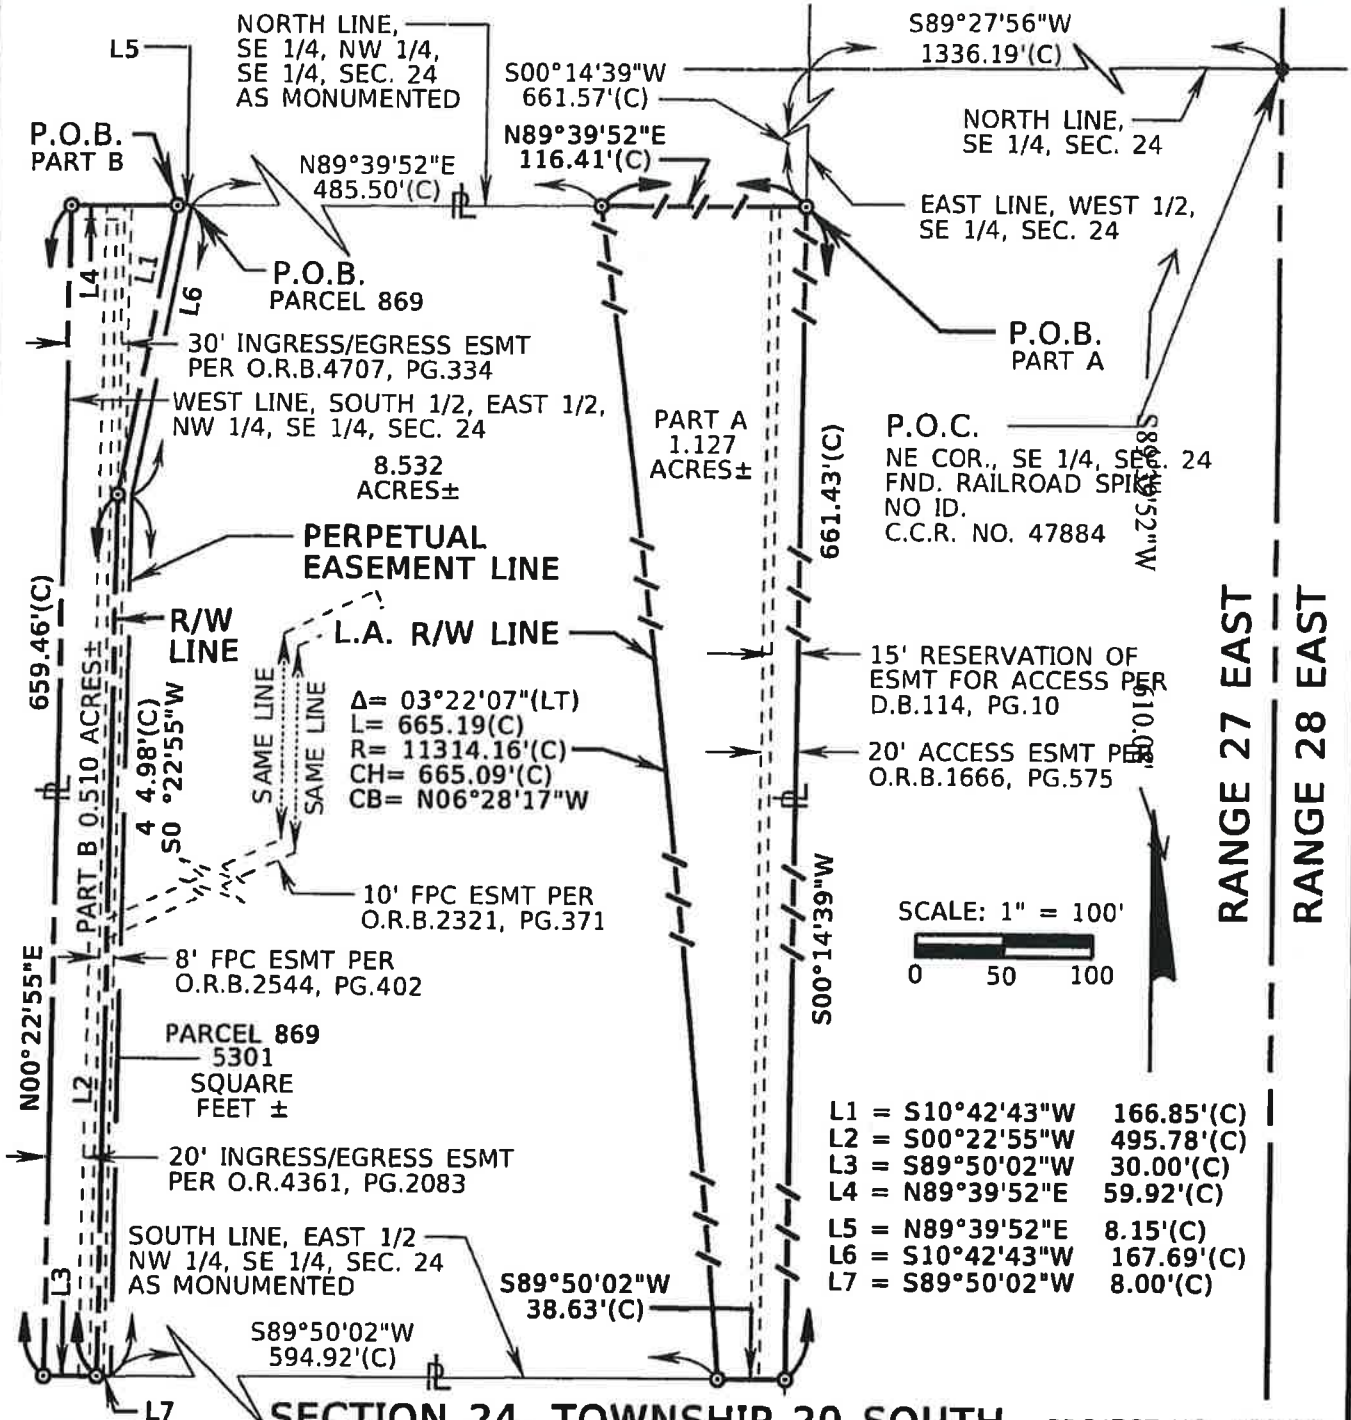 NORTH LINE,
SE 1/4, NW 1/4,
SE 1/4, SEC. 24
AS MONUMENTED
L5
S89°27'56"W
1336.19'(C)
S00°14'39"W
661.57'(C)
P.O.B.
PART B
N89°39'52"E
485.50'(C)
N89°39'52"E
116.41'(C)
NORTH LINE,
SE 1/4, SEC. 24
EAST LINE, WEST 1/2,
SE 1/4, SEC. 24
L4
L1
L6
P.O.B.
PARCEL 869
P.O.B.
PART A
30' INGRESS/EGRESS ESMT
PER O.R.B.4707, PG.334
WEST LINE, SOUTH 1/2, EAST 1/2,
NW 1/4, SE 1/4, SEC. 24
8.532
ACRES±
PART A
1.127
ACRES±
661.43'(C)
P.O.C.
NE COR., SE 1/4, SEC. 24
FND. RAILROAD SPIKE
NO ID.
C.C.R. NO. 47884
S89°39'52"W
PERPETUAL
EASEMENT LINE
659.46'(C)
R/W
LINE
L.A. R/W LINE
SAME LINE
SAME LINE
PART B 0.510 ACRES±
4 4.98'(C)
S0 °22'55"W
Δ= 03°22'07"(LT)
L= 665.19(C)
R= 11314.16'(C)
CH= 665.09'(C)
CB= N06°28'17"W
15' RESERVATION OF
ESMT FOR ACCESS PER
D.B.114, PG.10
20' ACCESS ESMT PER
O.R.B.1666, PG.575
RANGE 27 EAST
RANGE 28 EAST
10' FPC ESMT PER
O.R.B.2321, PG.371
S00°14'39"W
SCALE: 1" = 100'
0 50 100
N00°22'55"E
8' FPC ESMT PER
O.R.B.2544, PG.402
PARCEL 869
5301
SQUARE
FEET ±
L2
20' INGRESS/EGRESS ESMT
PER O.R.4361, PG.2083
L1 = S10°42'43"W 166.85'(C)
L2 = S00°22'55"W 495.78'(C)
L3 = S89°50'02"W 30.00'(C)
L4 = N89°39'52"E 59.92'(C)
L5 = N89°39'52"E 8.15'(C)
L6 = S10°42'43"W 167.69'(C)
L7 = S89°50'02"W 8.00'(C)
SOUTH LINE, EAST 1/2
NW 1/4, SE 1/4, SEC. 24
AS MONUMENTED
L3
S89°50'02"W
38.63'(C)
S89°50'02"W
594.92'(C)
L7
SECTION 24, TOWNSHIP 20 SOUTH